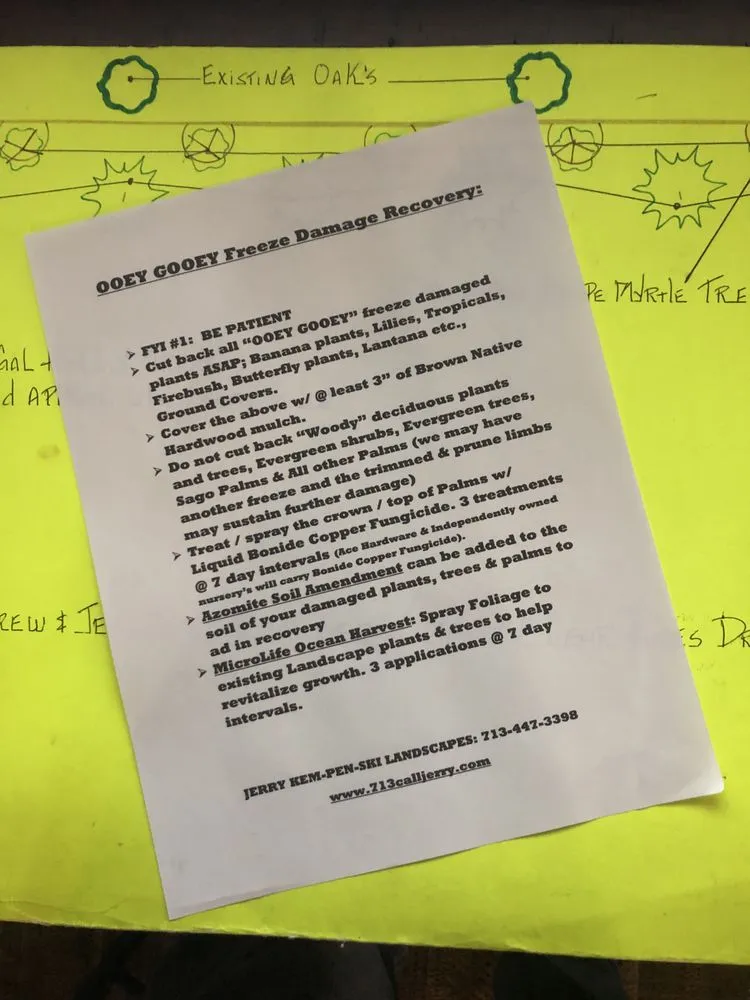 EXISTING OAK'S
OOEY GOOEY Freeze Damage Recovery:
➢ FYI #1: BE PATIENT
➢ Cut back all "OOEY GOOEY" freeze damaged
plants ASAP; Banana plants, Lilies, Tropicals,
Firebush, Butterfly plants, Lantana etc.,
Ground Covers.
➢ Cover the above w/ @ least 3" of Brown Native
Hardwood mulch.
➢ Do not cut back "Woody" deciduous plants
and trees, Evergreen shrubs, Evergreen trees,
Sago Palms & All other Palms (we may have
another freeze and the trimmed & prune limbs
may sustain further damage)
➢ Treat / spray the crown / top of Palms w/
Liquid Bonide Copper Fungicide. 3 treatments
@ 7 day intervals (Ace Hardware & Independently owned
nursery's will carry Bonide Copper Fungicide).
➢ Azomite Soil Amendment can be added to the
soil of your damaged plants, trees & palms to
ad in recovery
➢ MicroLife Ocean Harvest: Spray Foliage to
existing Landscape plants & trees to help
revitalize growth. 3 applications @ 7 day
intervals.
JERRY KEM-PEN-SKI LANDSCAPES: 713-447-3398
www.713calljerry.com
PE MYRTLE TRE
GAL +
d AP
REW & JE
ES DR